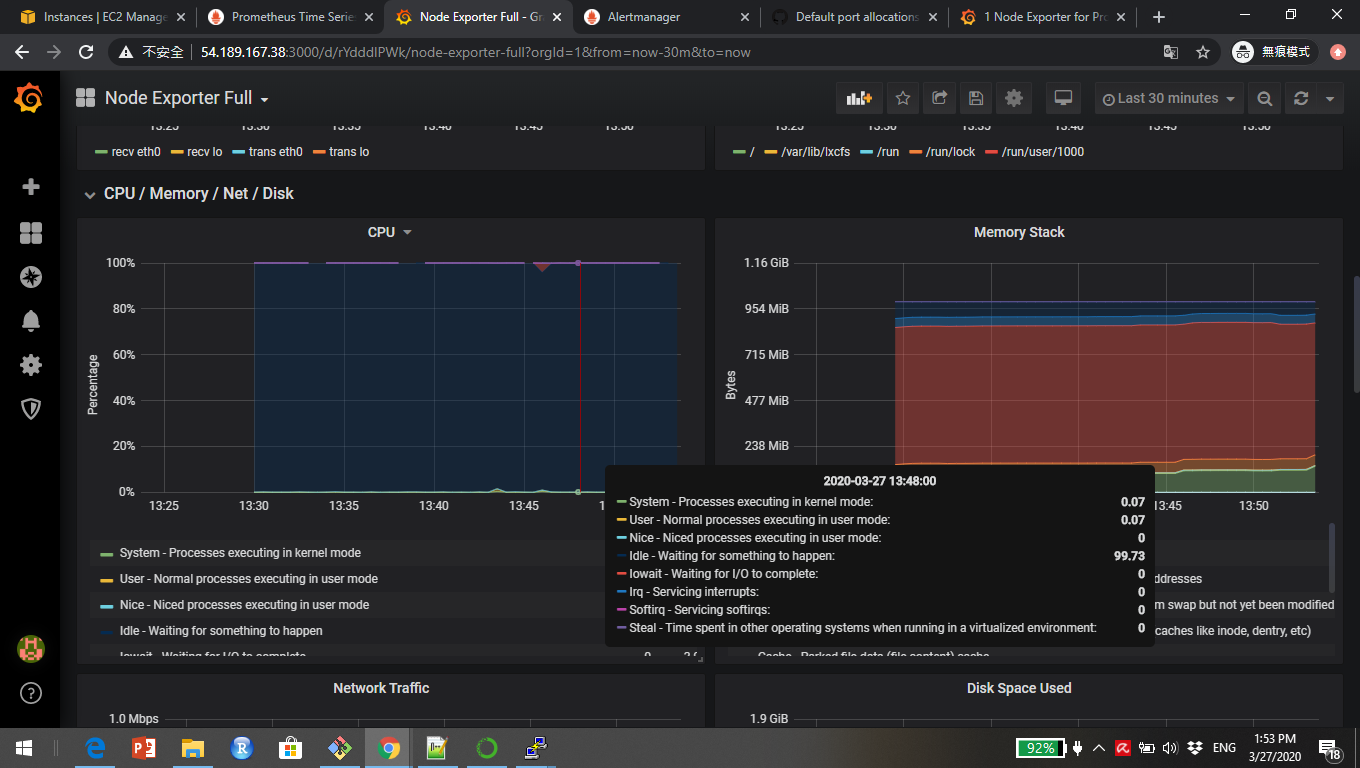 Instances | EC2 Manage
Prometheus Time Serie
Node Exporter Full - Gr
Alertmanager
Default port allocations
1 Node Exporter for Pro
不安全
54.189.167.38:3000/d/rYdddlPWk/node-exporter-full?orgId=1&from=now-30m&to=now
無痕模式
Node Exporter Full
Last 30 minutes
13:25 13:30 13:35 13:40 13:45 13:50
13:25 13:30 13:35 13:40 13:45 13:50
recv eth0 recv lo trans eth0 trans lo
/ /var/lib/lxcfs /run /run/lock /run/user/1000
CPU / Memory / Net / Disk
CPU
Percentage
100%
80%
60%
40%
20%
0%
13:25 13:30 13:35 13:40 13:45
System - Processes executing in kernel mode
User - Normal processes executing in user mode
Nice - Niced processes executing in user mode
Idle - Waiting for something to happen
Iowait - Waiting for I/O to complete
Memory Stack
Bytes
1.16 GiB
954 MiB
715 MiB
477 MiB
238 MiB
13:45 13:50
ddresses
m swap but not yet been modified
caches like inode, dentry, etc)
Cache - Parked file data (file content) cache
2020-03-27 13:48:00
System - Processes executing in kernel mode: 0.07
User - Normal processes executing in user mode: 0.07
Nice - Niced processes executing in user mode: 0
Idle - Waiting for something to happen: 99.73
Iowait - Waiting for I/O to complete: 0
Irq - Servicing interrupts: 0
Softirq - Servicing softirqs: 0
Steal - Time spent in other operating systems when running in a virtualized environment: 0
Network Traffic
1.0 Mbps
Disk Space Used
1.9 GiB
92%
ENG
1:53 PM
3/27/2020
18